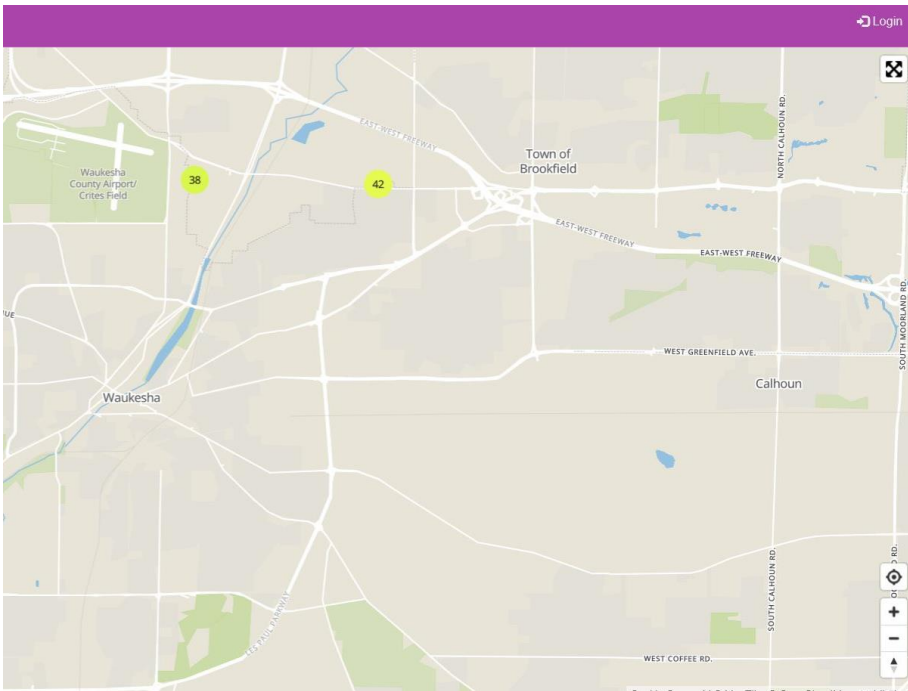 Login
NORTH CALHOUN RD.
EAST-WEST FREEWAY
Town of
Brookfield
Waukesha
County Airport/
Crites Field
38
42
EAST-WEST FREEWAY
EAST-WEST FREEWAY
SOUTH MOORLAND RD.
UE
WEST GREENFIELD AVE.
Calhoun
Waukesha
SOUTH CALHOUN RD.
RD.
LES PAUL PARKWAY
WEST COFFEE RD.